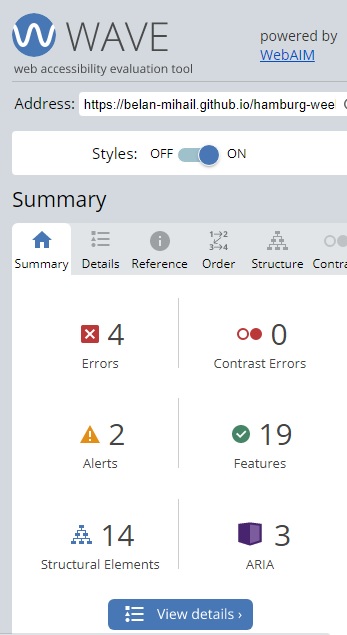 WAVE
web accessibility evaluation tool
powered by
WebAIM
Address: https://belan-mihail.github.io/hamburg-wee
Styles: OFF ON
Summary
Summary Details Reference Order Structure Contra
4
Errors
0
Contrast Errors
2
Alerts
19
Features
14
Structural Elements
3
ARIA
View details ›